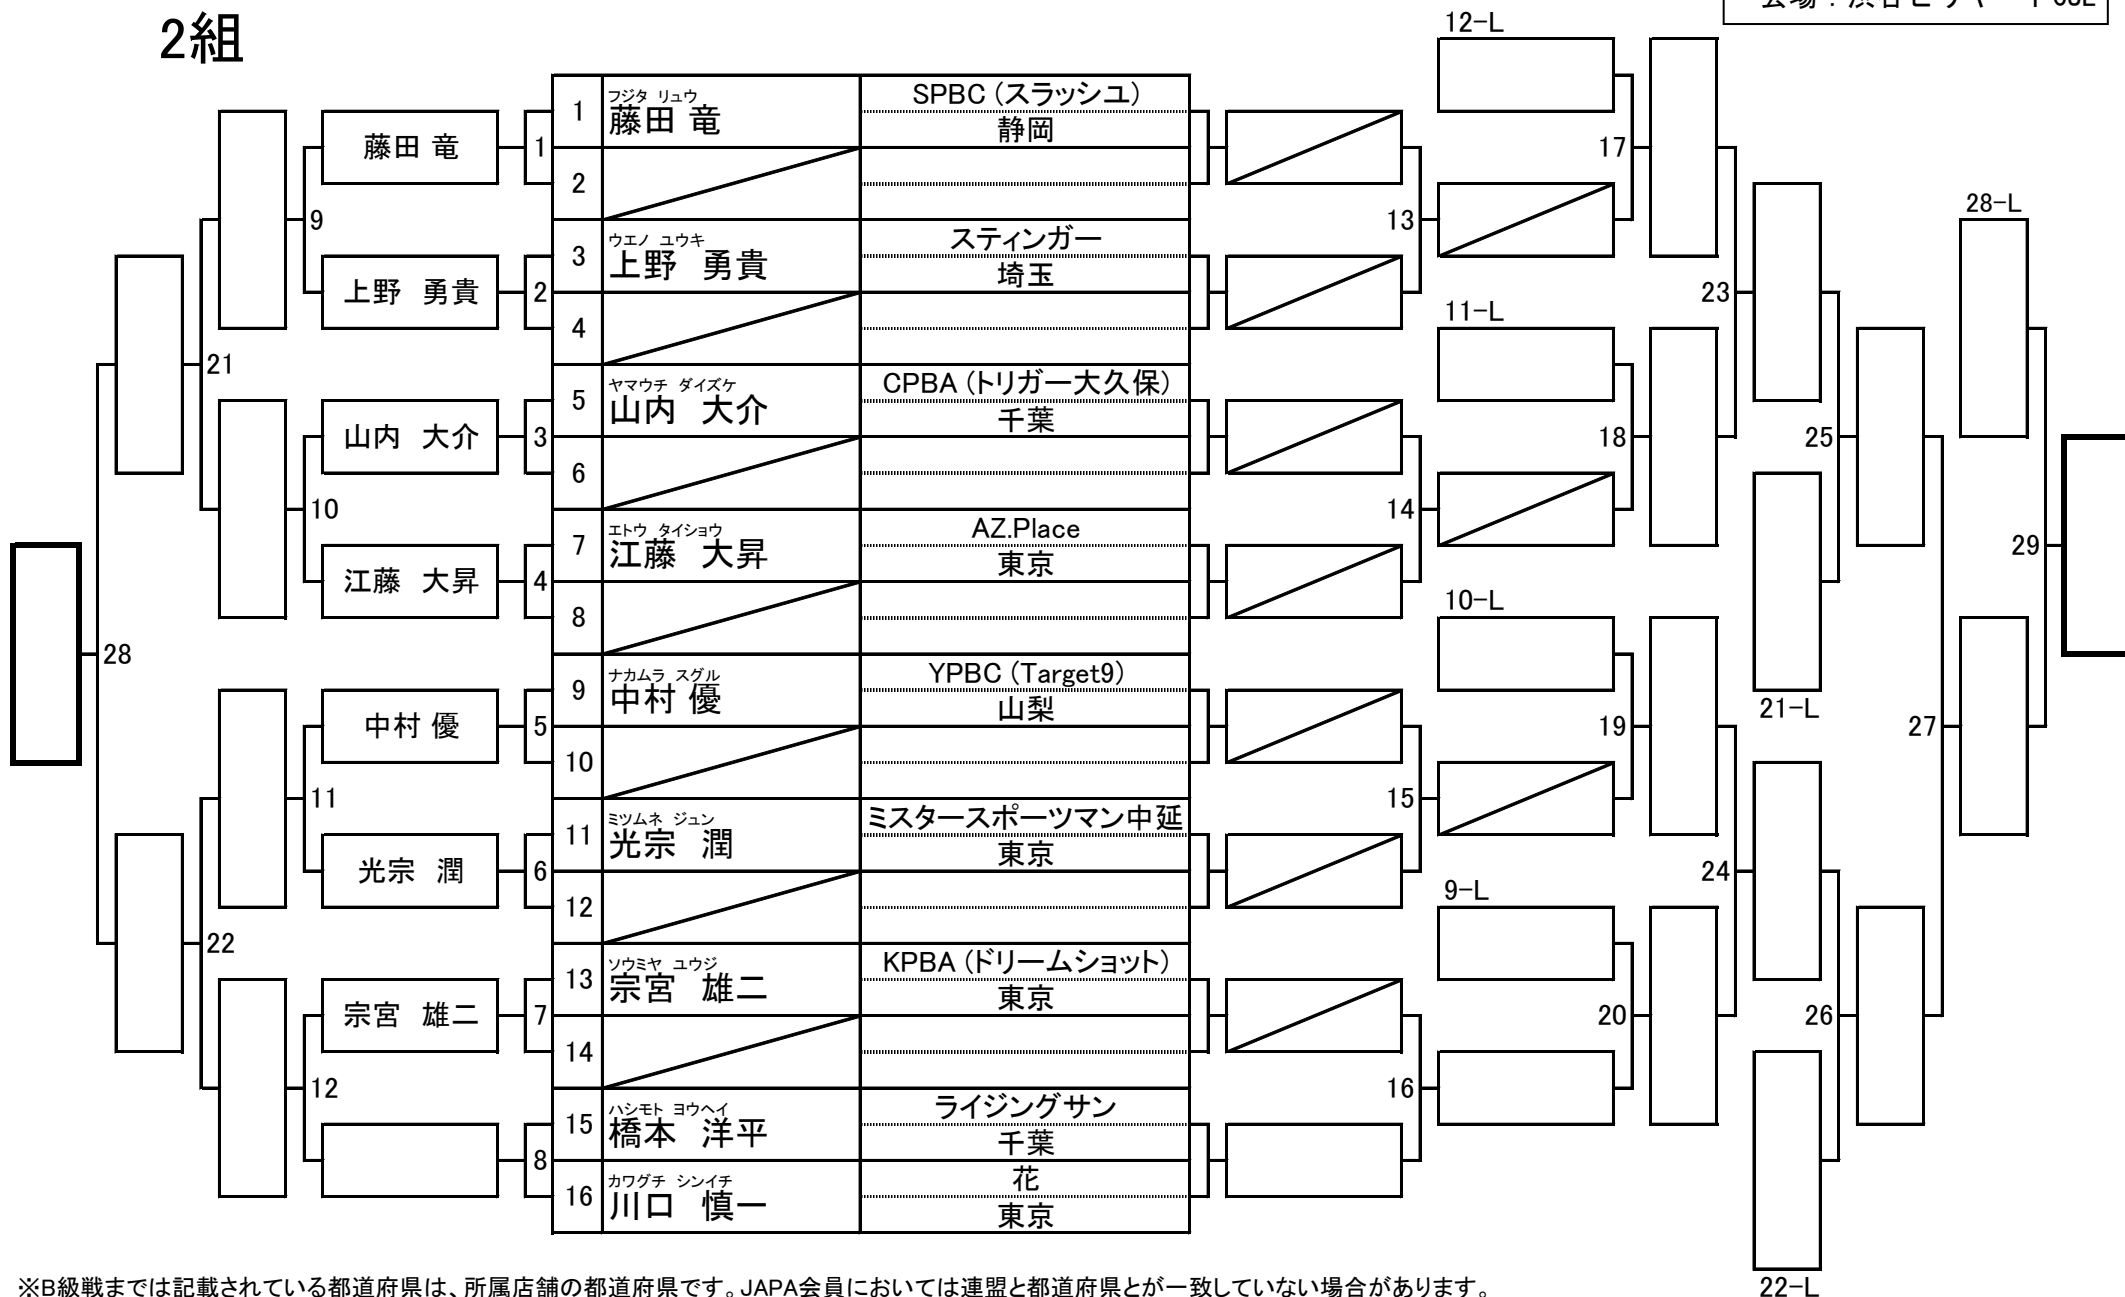 2組
12-L
1
フジタ リュウ
藤田 竜
SPBC (スラッシュ)
静岡
藤田 竜
1
17
2
9
13
28-L
3
ウエノ ユウキ
上野 勇貴
スティンガー
埼玉
上野 勇貴
2
23
4
11-L
21
5
ヤマウチ ダイスケ
山内 大介
CPBA (トリガー大久保)
千葉
山内 大介
3
18
25
6
10
14
7
エトウ タイショウ
江藤 大昇
AZ.Place
東京
29
江藤 大昇
4
8
10-L
28
9
ナカムラ スグル
中村 優
YPBC (Target9)
山梨
21-L
中村 優
5
19
27
10
11
15
11
ミツムネ ジュン
光宗 潤
ミスタースポーツマン中延
東京
光宗 潤
6
24
12
9-L
22
13
ソウミヤ ユウジ
宗宮 雄二
KPBA (ドリームショット)
東京
宗宮 雄二
7
20
26
14
12
16
15
ハシモト ヨウヘイ
橋本 洋平
ライジングサン
千葉
8
16
カワグチ シンイチ
川口 慎一
花
東京
※B級戦までは記載されている都道府県は、所属店舗の都道府県です。JAPA会員においては連盟と都道府県とが一致していない場合があります。
22-L